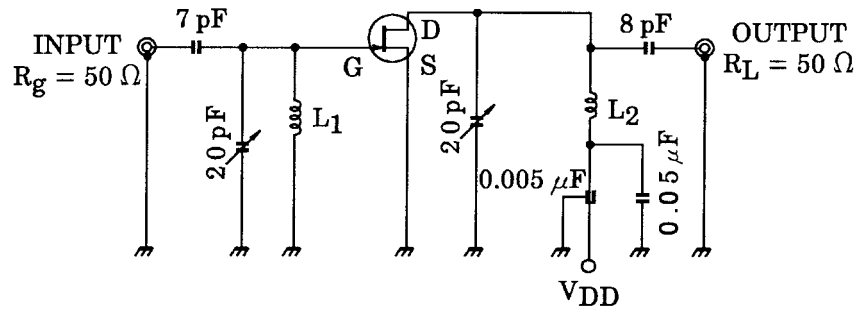 INPUT
Rg = 50 Ω
7 pF
20 pF
L1
G
D
S
20 pF
0.005 μF
L2
0.05 μF
8 pF
OUTPUT
RL = 50 Ω
VDD